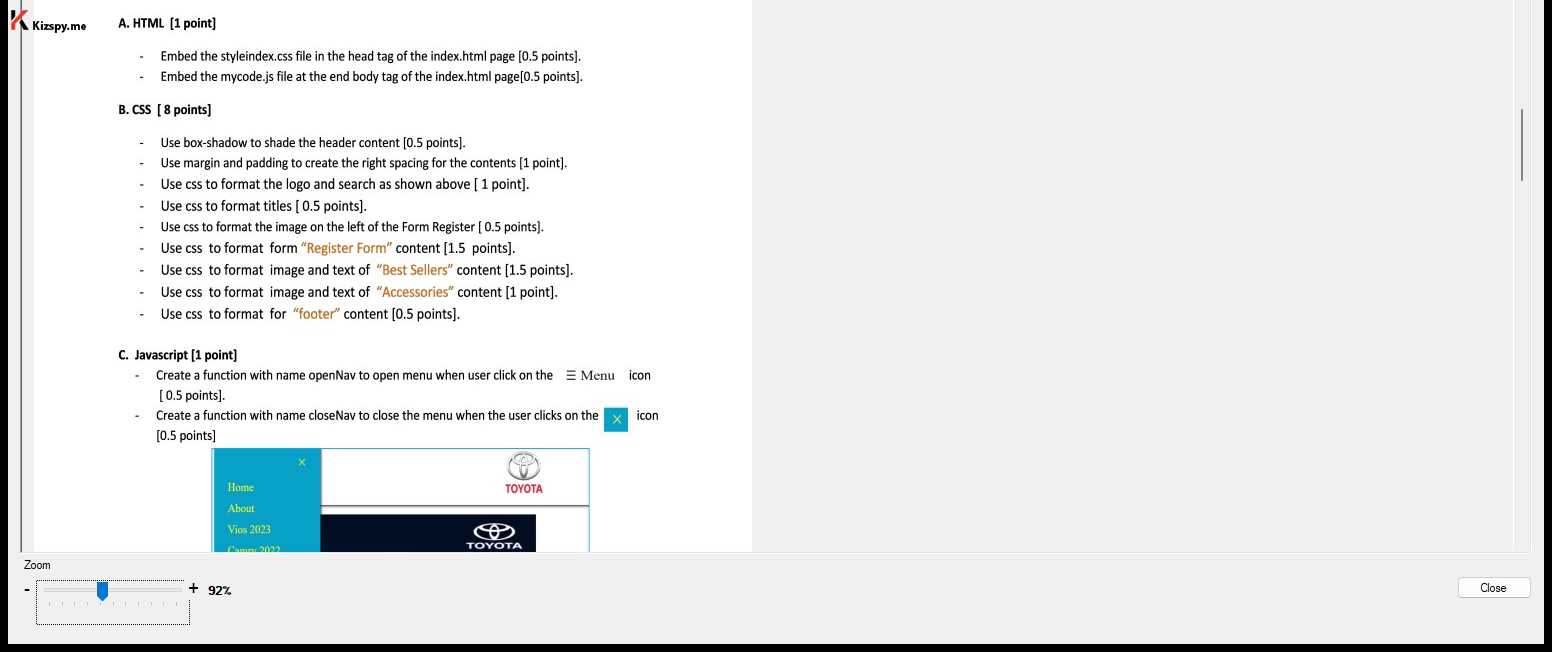 Kizspy.me
A. HTML [1 point]
- Embed the styleindex.css file in the head tag of the index.html page [0.5 points].
- Embed the mycode.js file at the end body tag of the index.html page[0.5 points].
B. CSS [ 8 points]
- Use box-shadow to shade the header content [0.5 points].
- Use margin and padding to create the right spacing for the contents [1 point].
- Use css to format the logo and search as shown above [ 1 point].
- Use css to format titles [ 0.5 points].
- Use css to format the image on the left of the Form Register [ 0.5 points].
- Use css to format form “Register Form” content [1.5 points].
- Use css to format image and text of “Best Sellers” content [1.5 points].
- Use css to format image and text of “Accessories” content [1 point].
- Use css to format for “footer” content [0.5 points].
C. Javascript [1 point]
- Create a function with name openNav to open menu when user click on the ☰ Menu icon
[ 0.5 points].
- Create a function with name closeNav to close the menu when the user clicks on the × icon
[0.5 points]
×
TOYOTA
Home
About
Vios 2023
TOYOTA
Camry 2022
Zoom
- + 92%
Close